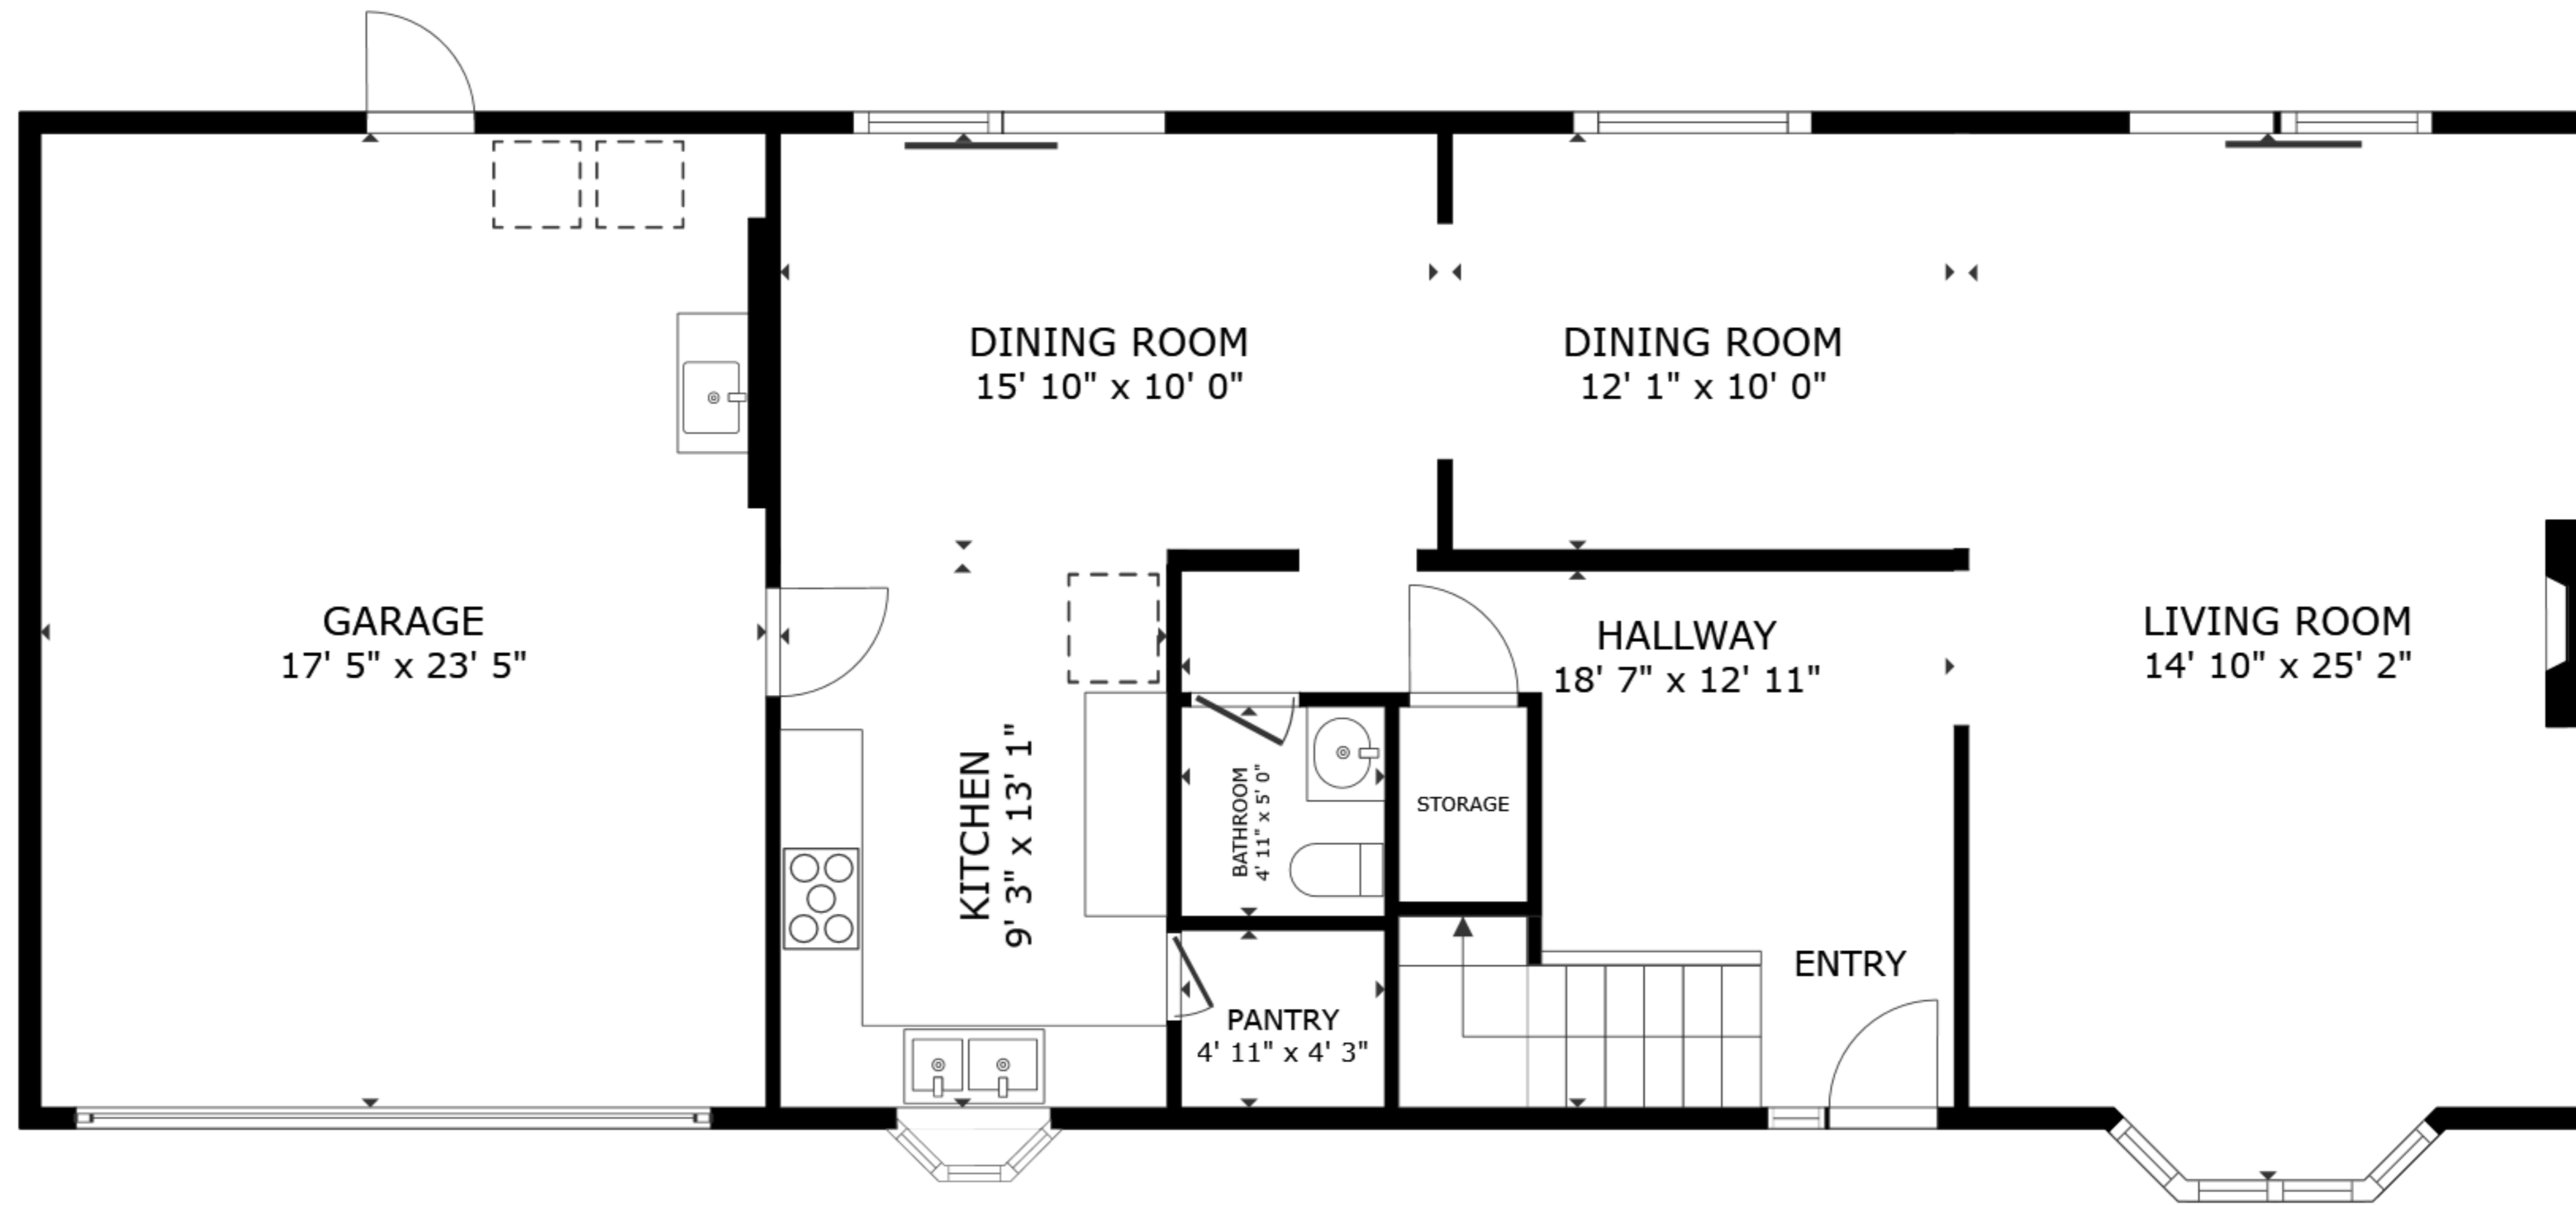 DINING ROOM
15' 10" x 10' 0"
DINING ROOM
12' 1" x 10' 0"
GARAGE
17' 5" x 23' 5"
HALLWAY
18' 7" x 12' 11"
LIVING ROOM
14' 10" x 25' 2"
KITCHEN
9' 3" x 13' 1"
BATHROOM
4' 11" x 5' 0"
STORAGE
ENTRY
PANTRY
4' 11" x 4' 3"